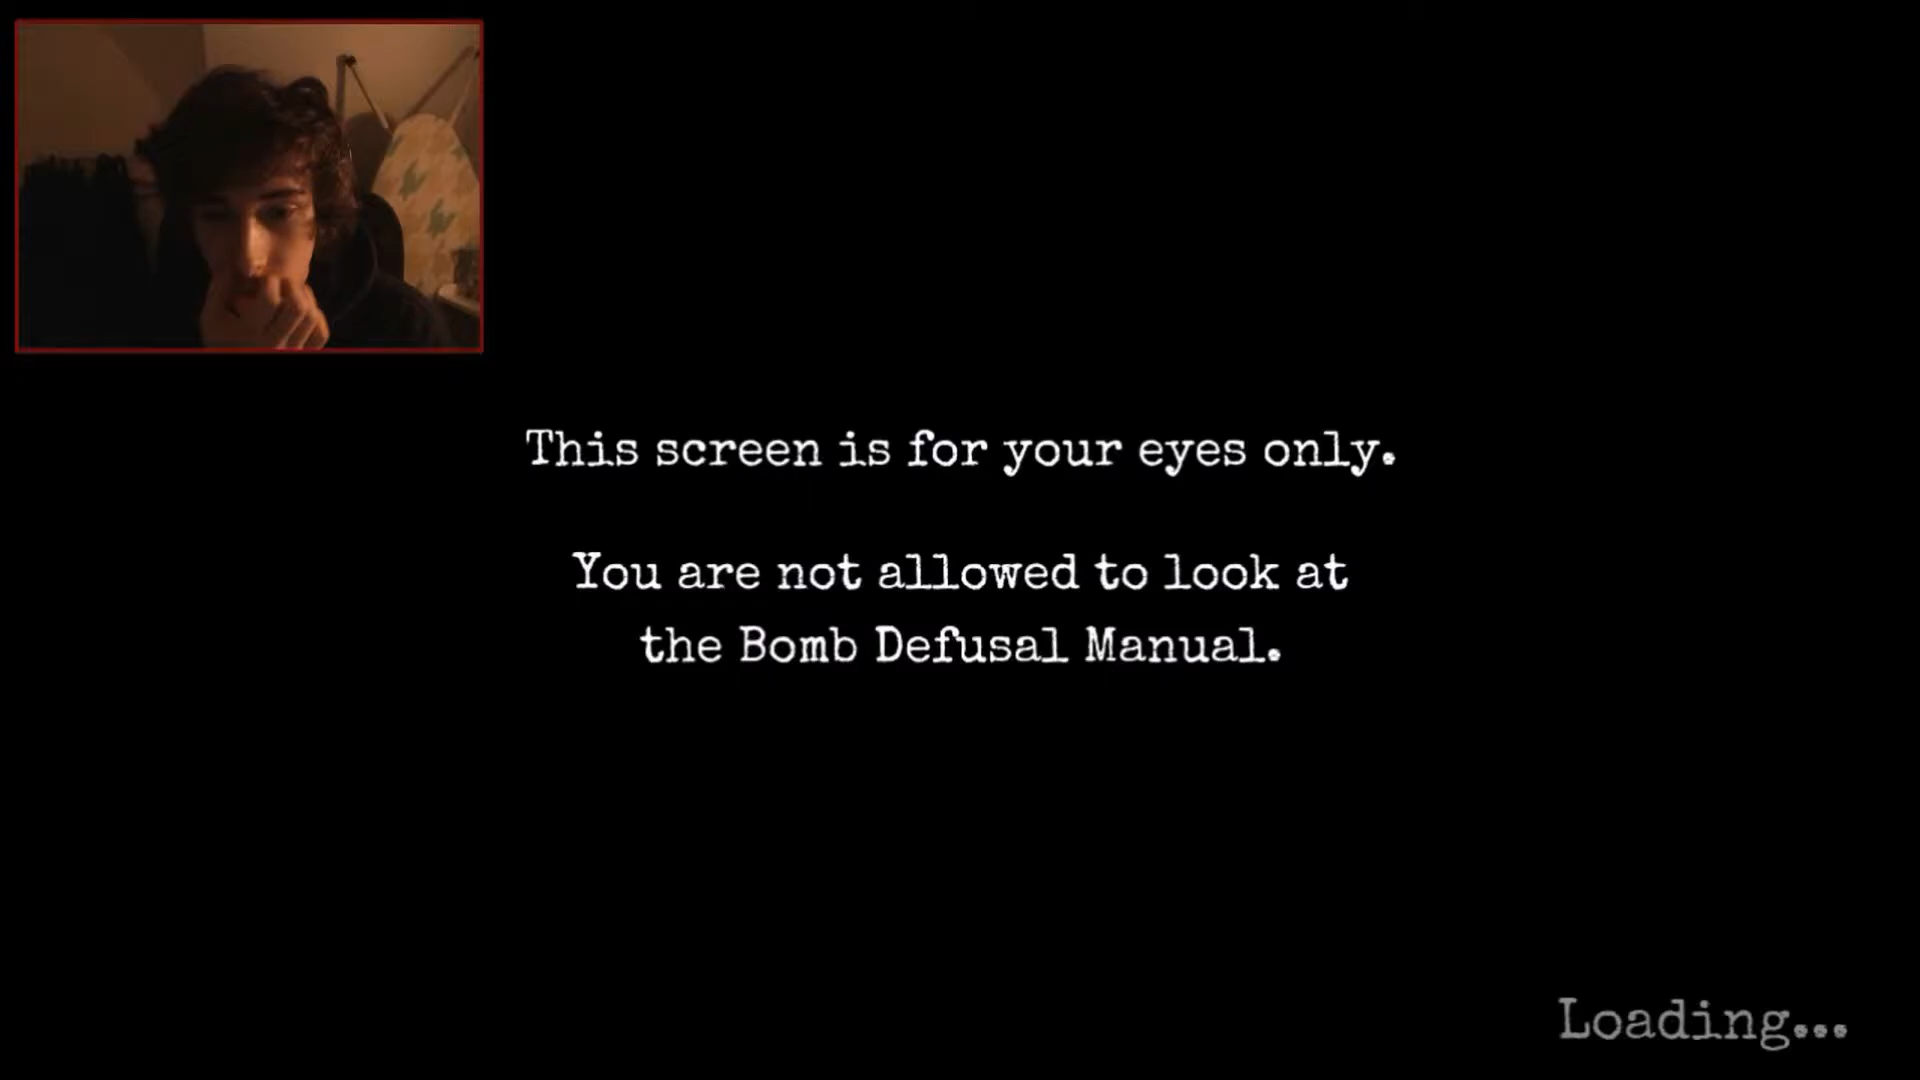 This screen is for your eyes only.
You are not allowed to look at
the Bomb Defusal Manual.
Loading...